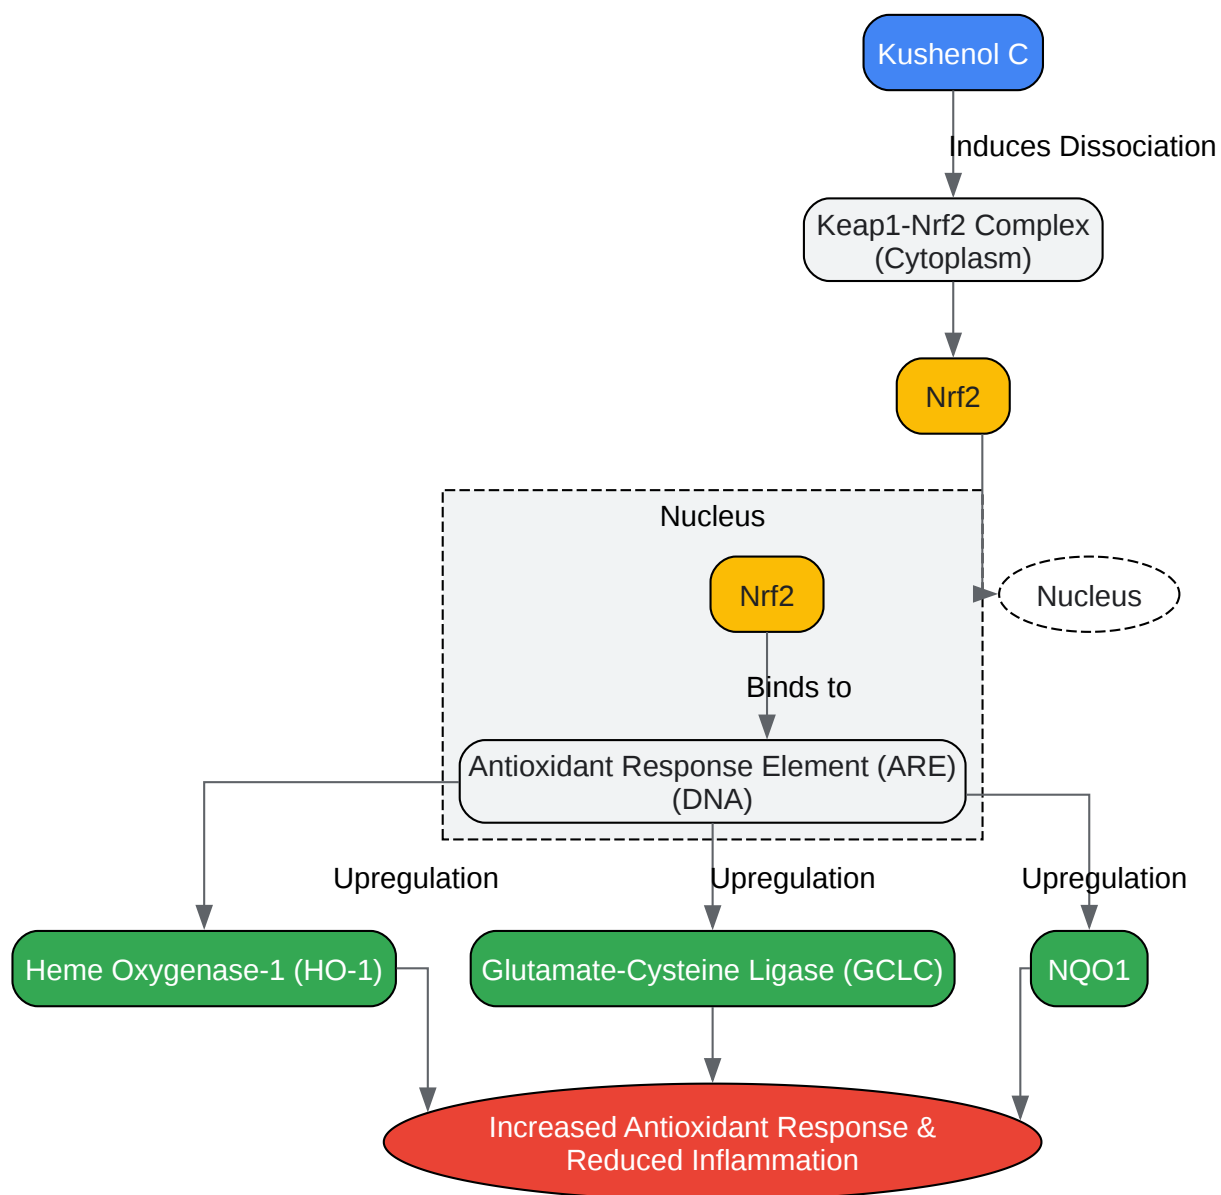 Kushenol C
Induces Dissociation
Keap1-Nrf2 Complex
(Cytoplasm)
Nrf2
Nucleus
Nrf2
Nucleus
Binds to
Antioxidant Response Element (ARE)
(DNA)
Upregulation
Upregulation
Upregulation
Heme Oxygenase-1 (HO-1)
Glutamate-Cysteine Ligase (GCLC)
NQO1
Increased Antioxidant Response &
Reduced Inflammation